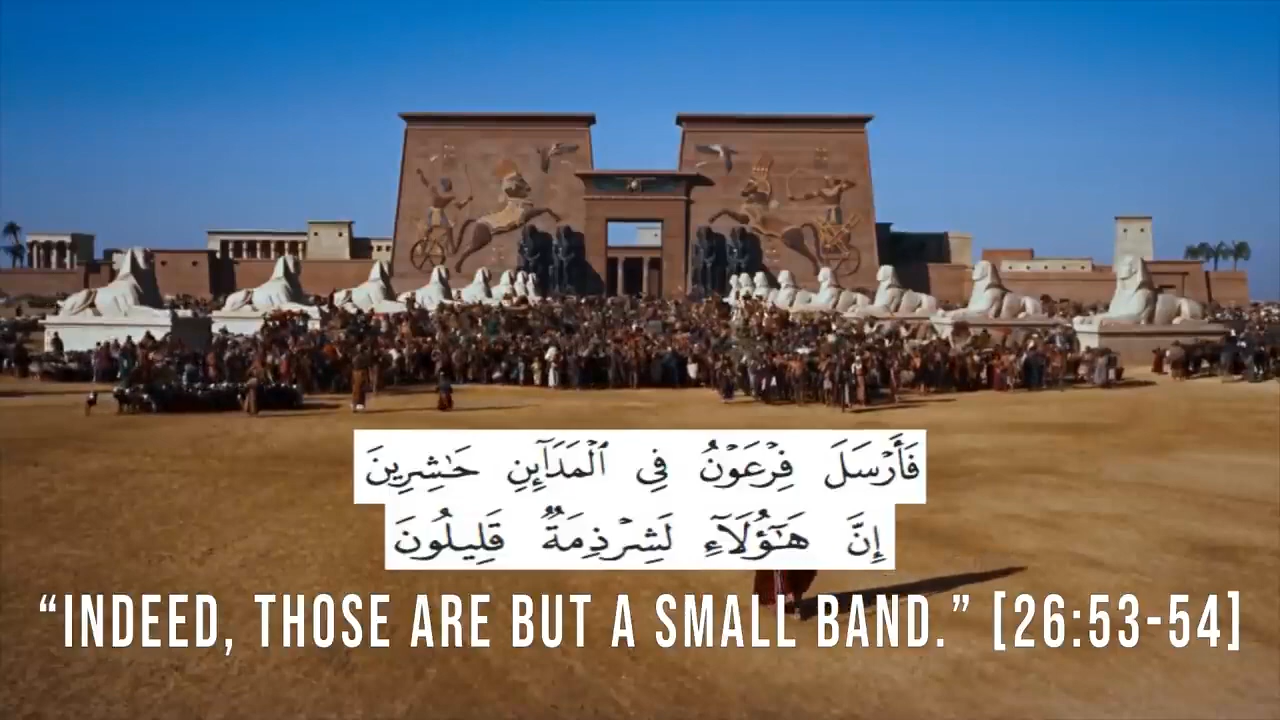 فَأَرْسَلَ فِرْعَوْنُ فِي ٱلْمَدَآئِنِ حَـٰشِرِينَ
إِنَّ هَـٰٓؤُلَآءِ لَشِرْذِمَةٌ قَلِيلُونَ
“INDEED, THOSE ARE BUT A SMALL BAND.” [26:53-54]